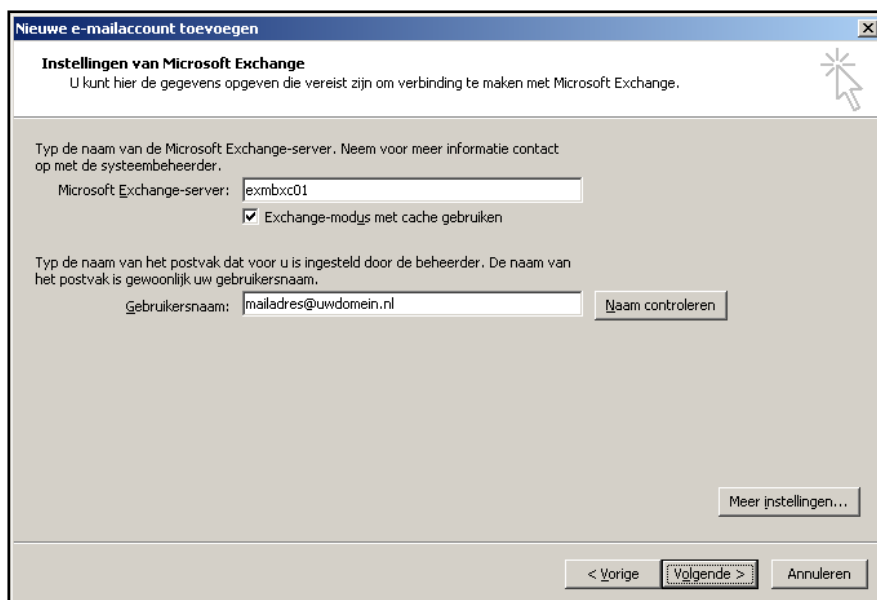 Nieuwe e-mailaccount toevoegen
Instellingen van Microsoft Exchange
U kunt hier de gegevens opgeven die vereist zijn om verbinding te maken met Microsoft Exchange.
Typ de naam van de Microsoft Exchange-server. Neem voor meer informatie contact
op met de systeembeheerder.
Microsoft Exchange-server: exmbxc01
Exchange-modus met cache gebruiken
Typ de naam van het postvak dat voor u is ingesteld door de beheerder. De naam van
het postvak is gewoonlijk uw gebruikersnaam.
Gebruikersnaam: mailadres@uwdomein.nl Naam controleren
Meer instellingen...
< Vorige Volgende > Annuleren